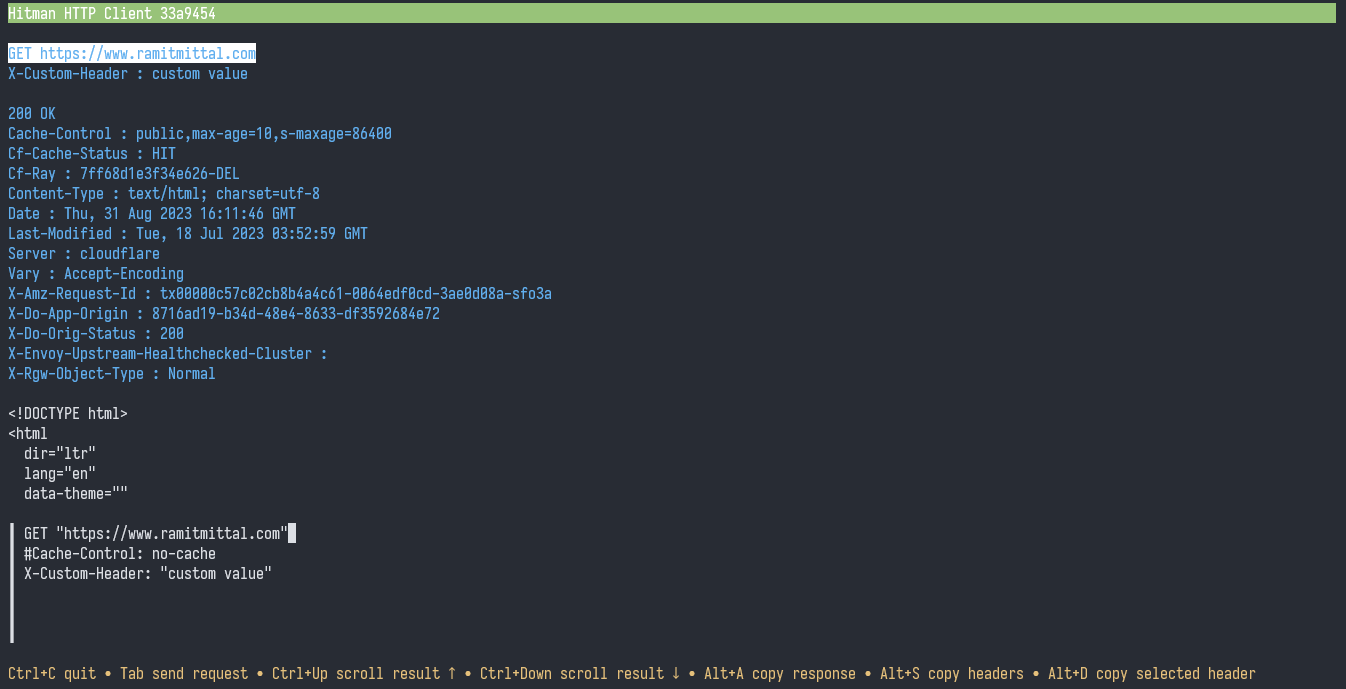 Hitman HTTP Client 33a9454
GET https://www.ramitmittal.com
X-Custom-Header : custom value
200 OK
Cache-Control : public,max-age=10,s-maxage=86400
Cf-Cache-Status : HIT
Cf-Ray : 7ff68d1e3f34e626-DEL
Content-Type : text/html; charset=utf-8
Date : Thu, 31 Aug 2023 16:11:46 GMT
Last-Modified : Tue, 18 Jul 2023 03:52:59 GMT
Server : cloudflare
Vary : Accept-Encoding
X-Amz-Request-Id : tx00000c57c02cb8b4a4c61-0064edf0cd-3ae0d08a-sfo3a
X-Do-App-Origin : 8716ad19-b34d-48e4-8633-df3592684e72
X-Do-Orig-Status : 200
X-Envoy-Upstream-Healthchecked-Cluster :
X-Rgw-Object-Type : Normal
<!DOCTYPE html>
<html
dir="ltr"
lang="en"
data-theme=""
GET "https://www.ramitmittal.com"
#Cache-Control: no-cache
X-Custom-Header: "custom value"
Ctrl+C quit • Tab send request • Ctrl+Up scroll result ↑ • Ctrl+Down scroll result ↓ • Alt+A copy response • Alt+S copy headers • Alt+D copy selected header